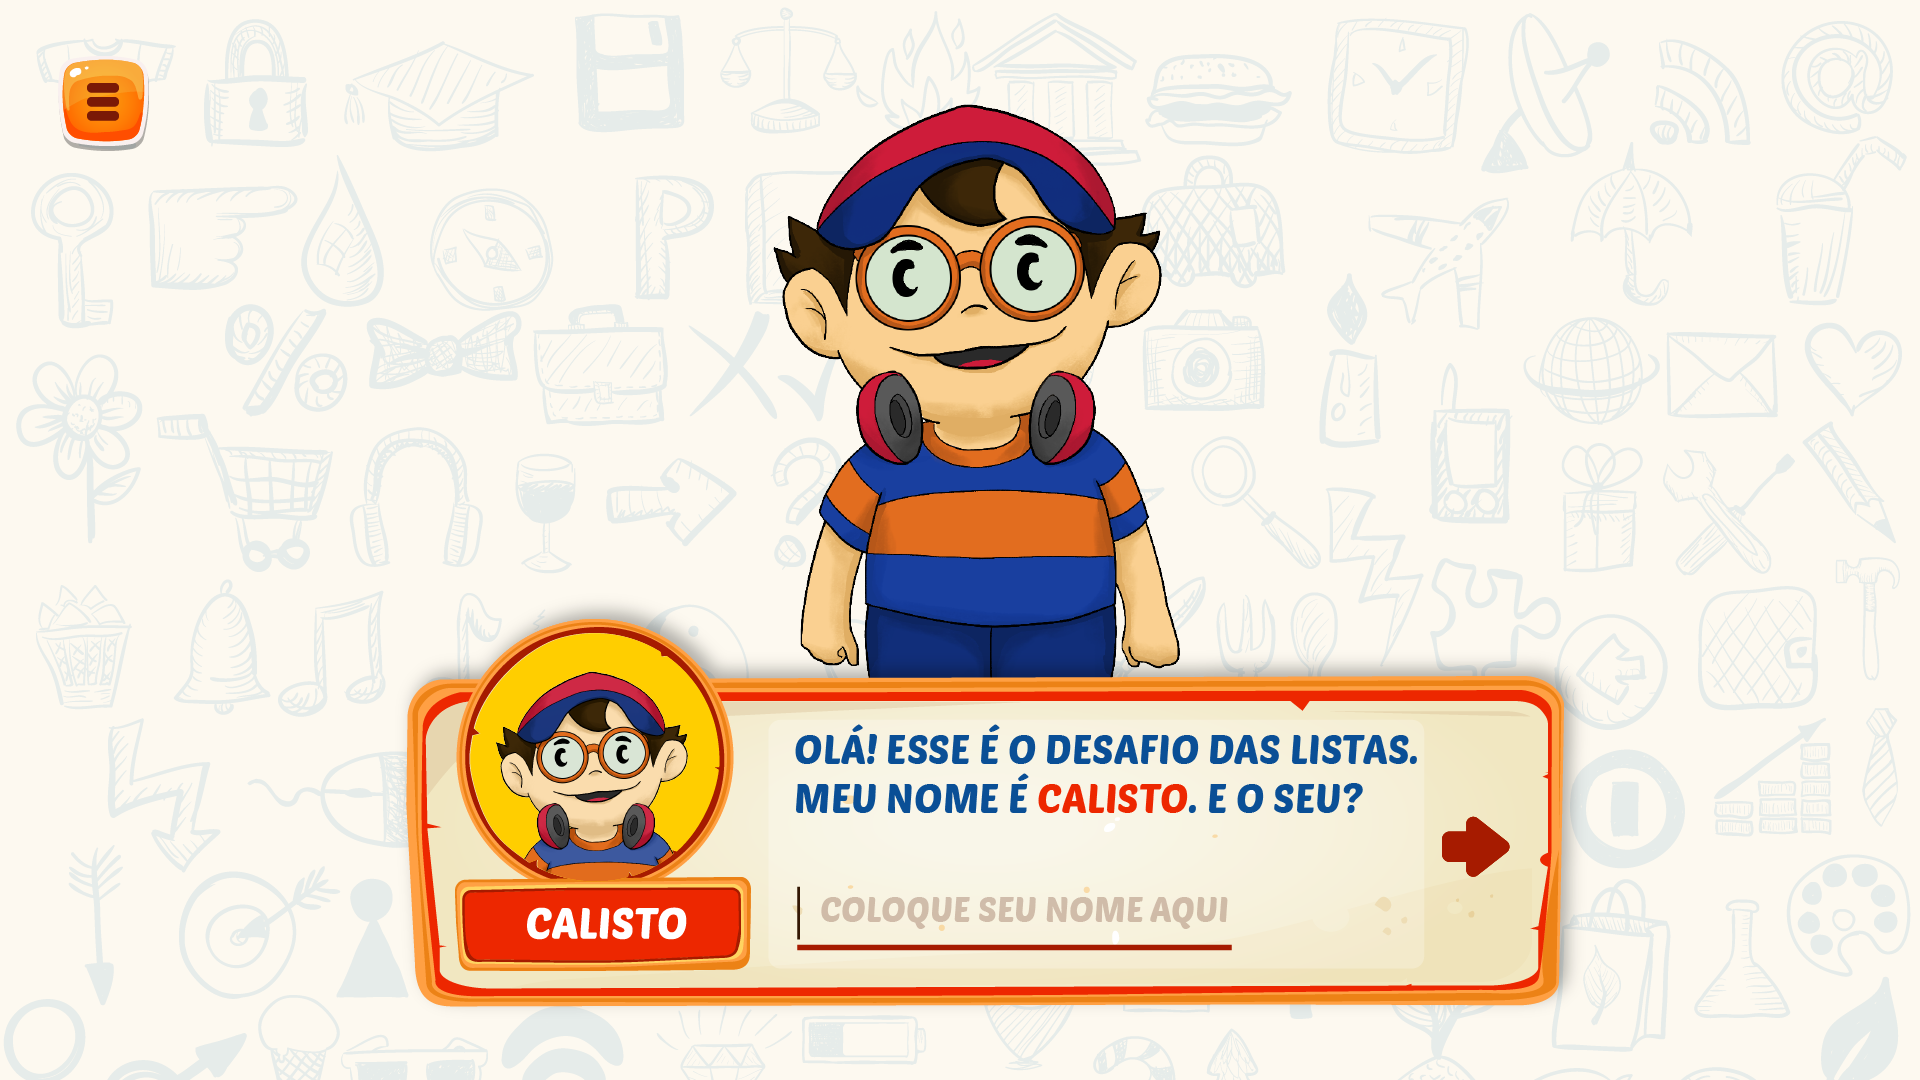 OLÁ! ESSE É O DESAFIO DAS LISTAS.
MEU NOME É CALISTO. E O SEU?
COLOQUE SEU NOME AQUI
CALISTO